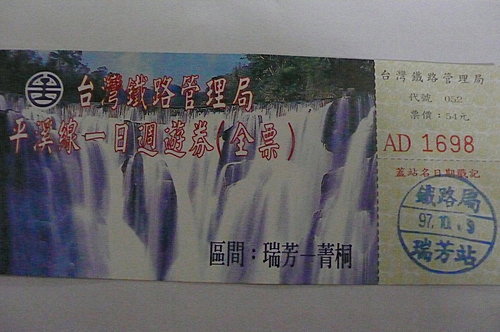 台灣鐵路管理局
平溪線一日週遊券(全票)
區間：瑞芳—菁桐
台灣鐵路管理局
代號 052
票價：54元
AD 1698
蓋站名日期戳記
鐵路局
97.10.9
瑞芳站